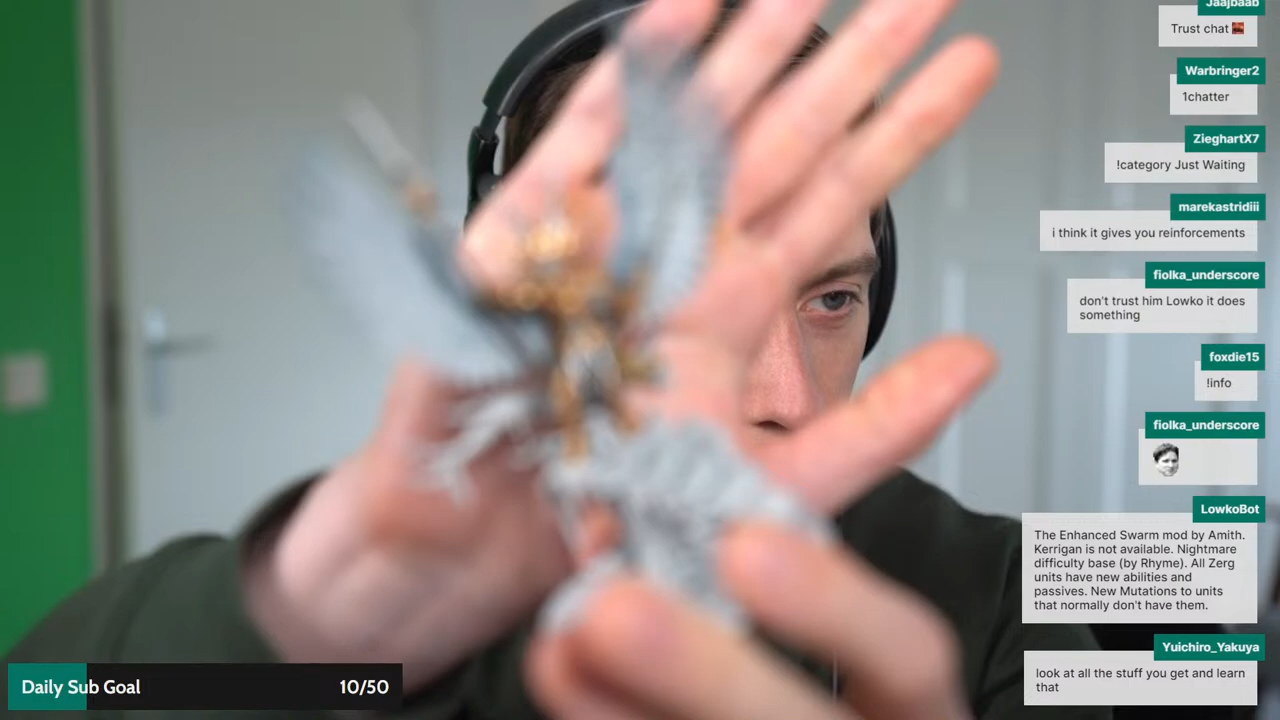 Jaajbaab
Trust chat
Warbringer2
1chatter
ZieghartX7
!category Just Waiting
marekastridiii
i think it gives you reinforcements
fiolka_underscore
don't trust him Lowko it does
something
foxdie15
!info
fiolka_underscore
LowkoBot
The Enhanced Swarm mod by Amith.
Kerrigan is not available. Nightmare
difficulty base (by Rhyme). All Zerg
units have new abilities and
passives. New Mutations to units
that normally don't have them.
Yuichiro_Yakuya
look at all the stuff you get and learn
that
Daily Sub Goal 10/50